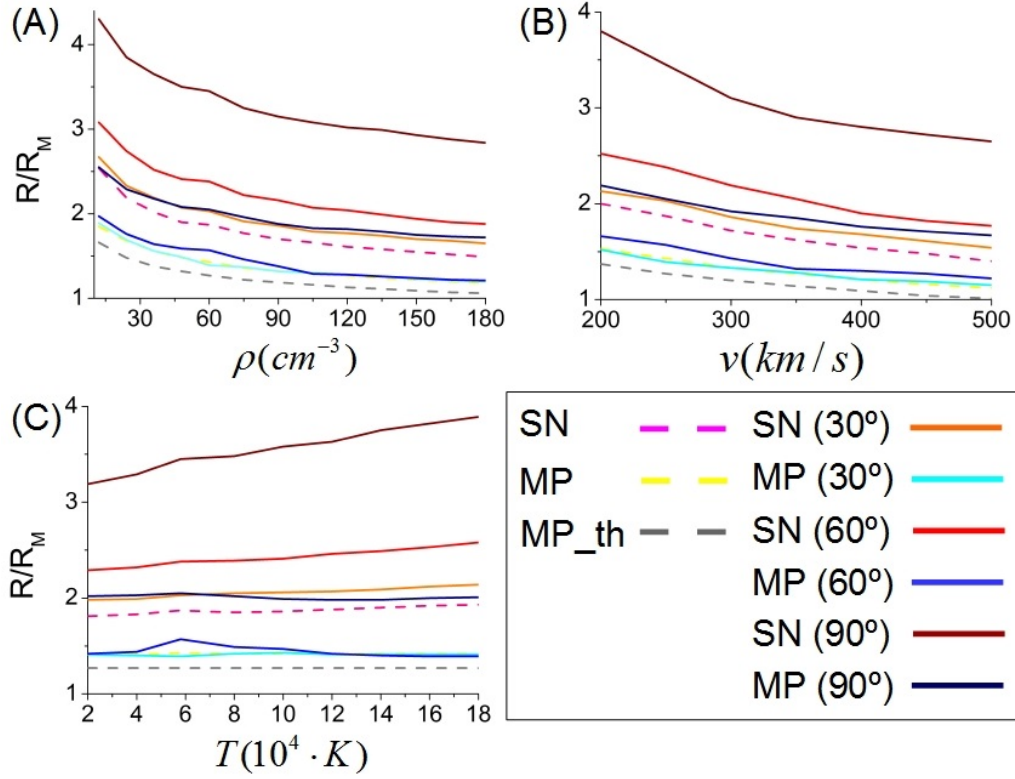 (A)
4
3
2
1
R/R_M
30
60
90
120
150
180
ρ(cm⁻³)
(B)
4
3
2
1
200
300
400
500
v(km/s)
(C)
4
3
2
1
R/R_M
2
4
6
8
10
12
14
16
18
T(10⁴·K)
SN
MP
MP_th
SN (30º)
MP (30º)
SN (60º)
MP (60º)
SN (90º)
MP (90º)